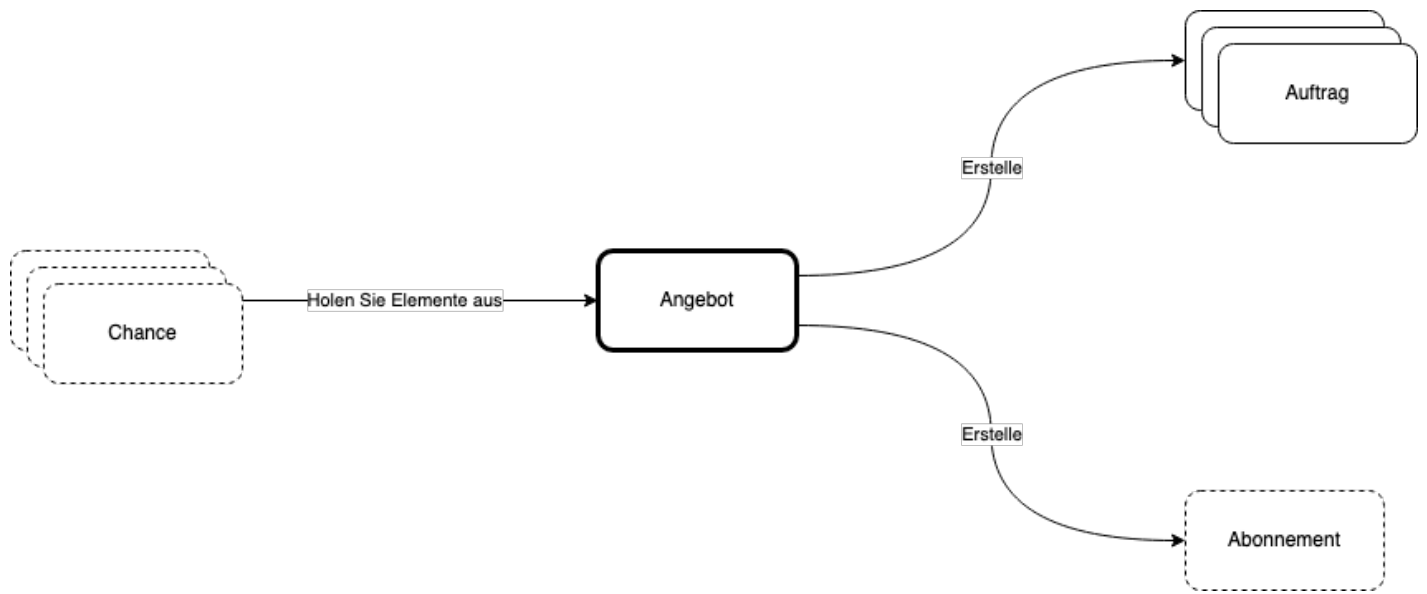 Auftrag
Erstelle
Holen Sie Elemente aus
Angebot
Chance
Erstelle
Abonnement